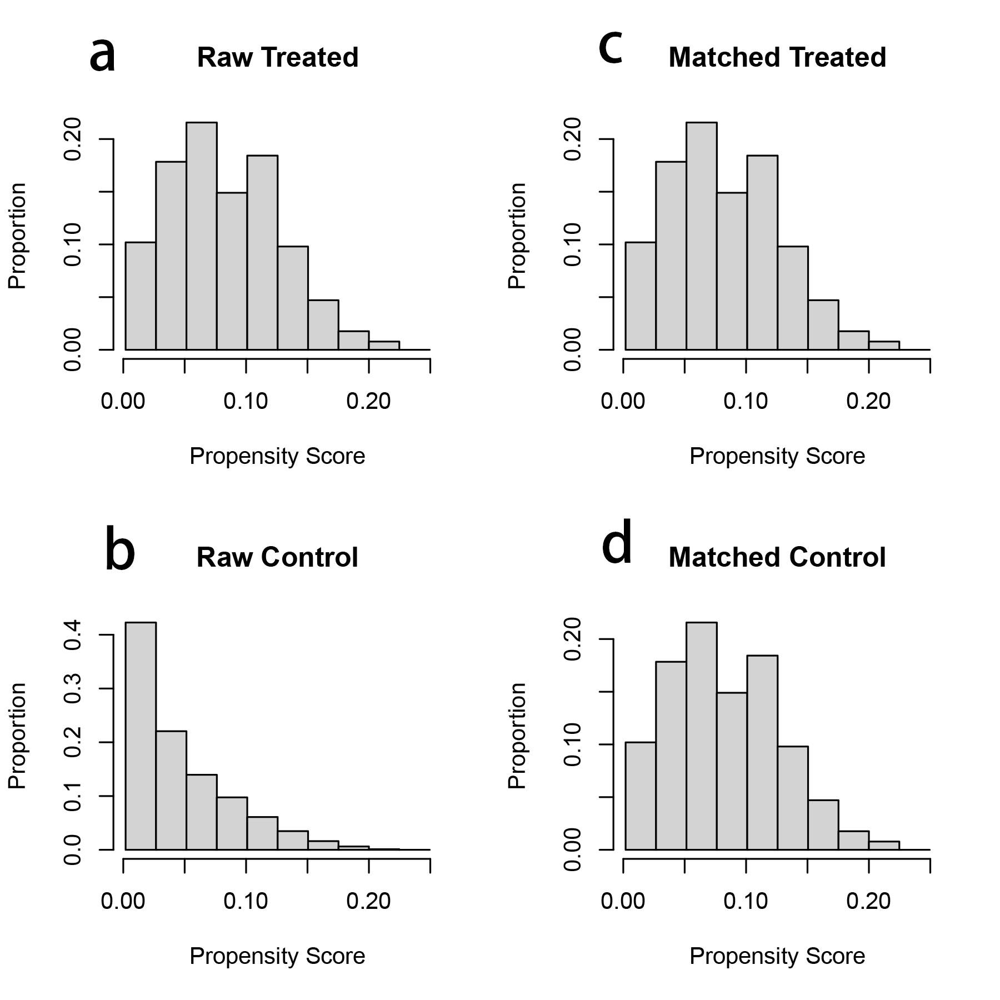 a Raw Treated
Proportion
0.00 0.10 0.20
0.00 0.10 0.20
Propensity Score
c Matched Treated
Proportion
0.00 0.10 0.20
0.00 0.10 0.20
Propensity Score
b Raw Control
Proportion
0.0 0.1 0.2 0.3 0.4
0.00 0.10 0.20
Propensity Score
d Matched Control
Proportion
0.00 0.10 0.20
0.00 0.10 0.20
Propensity Score